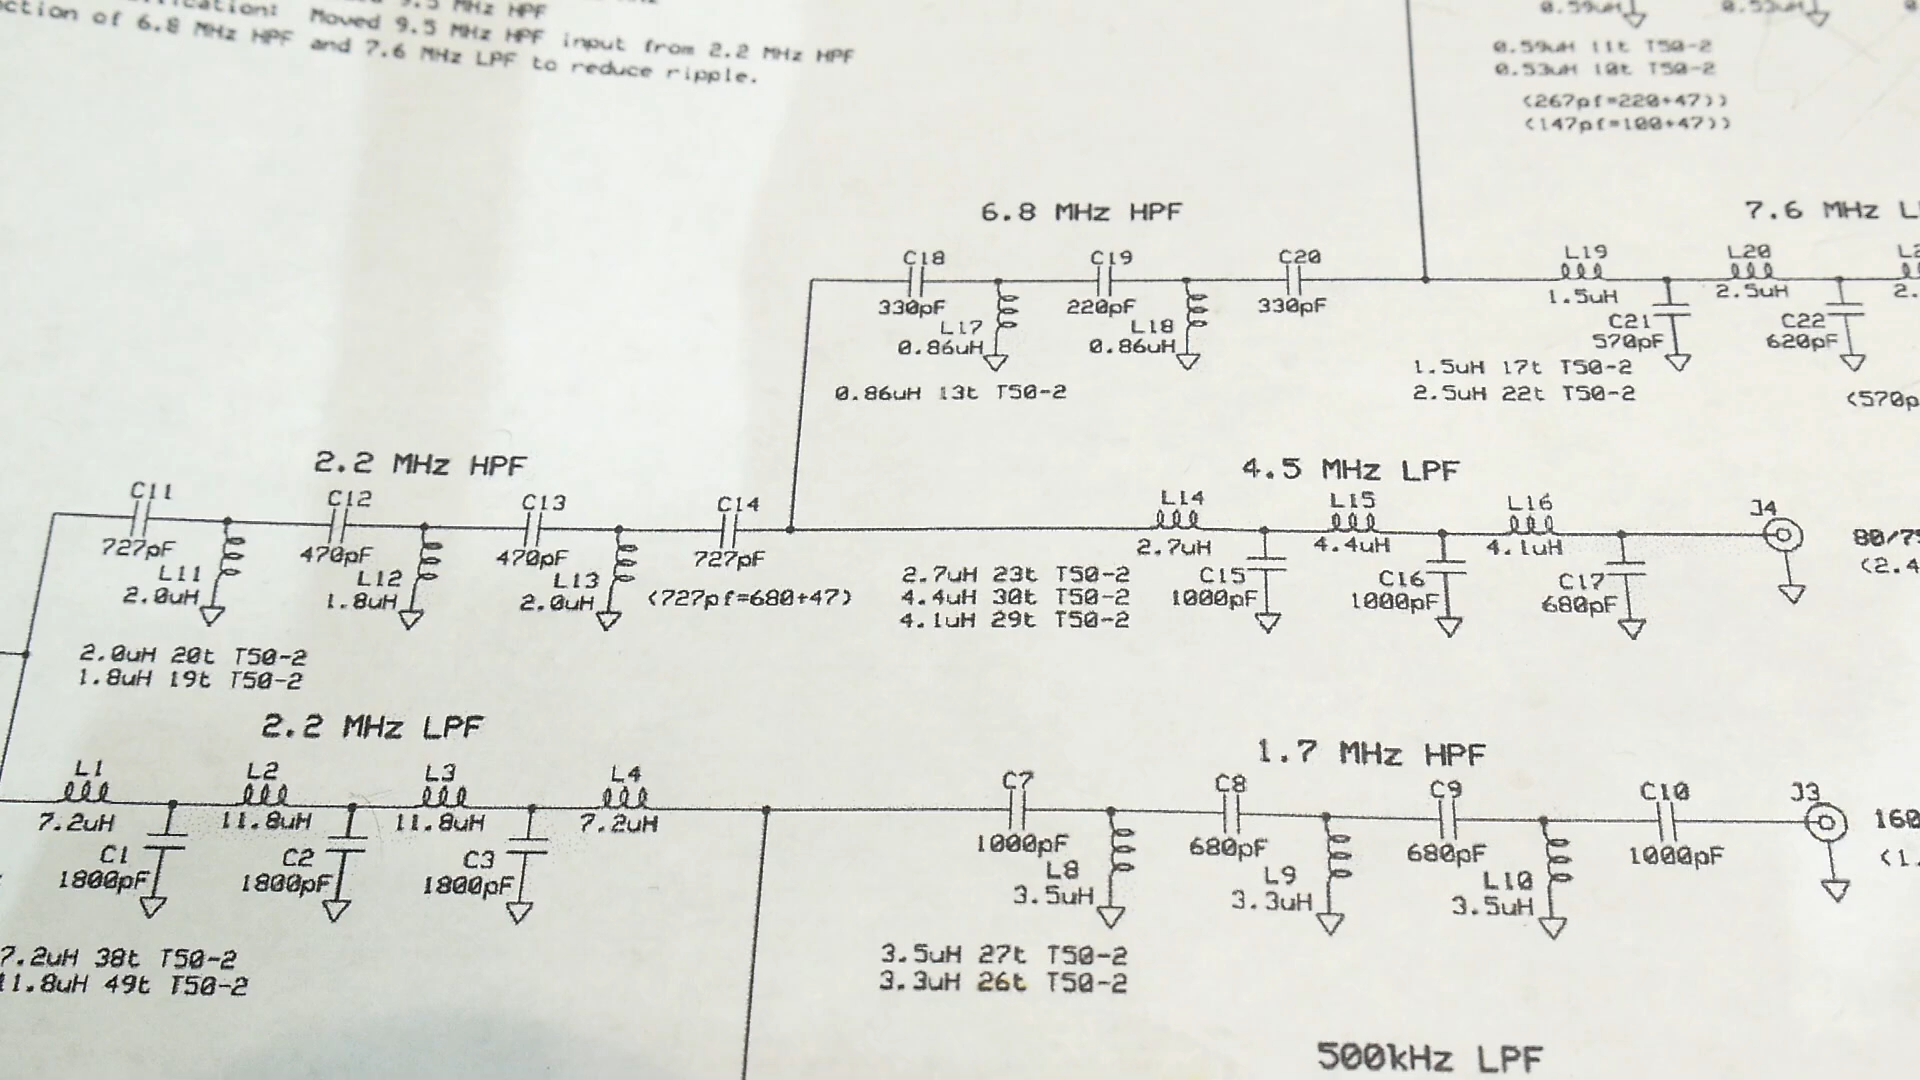 9.5 MHz HPF
Moved 9.5 MHz HPF input from 2.2 MHz HPF
of 6.8 MHz HPF and 7.6 MHz LPF to reduce ripple.
0.59uH
0.53uH
0.59uH 11t T50-2
0.53uH 10t T50-2
(267pf=220+47))
(147pf=100+47))
6.8 MHz HPF
7.6 MHz
C18
C19
C20
L19
L20
330pF
220pF
330pF
1.5uH
2.5uH
L17
L18
C21
C22
0.86uH
0.86uH
570pF
620pF
0.86uH 13t T50-2
1.5uH 17t T50-2
2.5uH 22t T50-2
<570p
2.2 MHz HPF
4.5 MHz LPF
C11
C12
C13
C14
L14
L15
L16
J4
727pF
470pF
470pF
727pF
2.7uH
4.4uH
4.1uH
L11
L12
L13
C15
C16
C17
2.0uH
1.8uH
2.0uH
(727pf=680+47)
1000pF
1000pF
680pF
2.7uH 23t T50-2
4.4uH 30t T50-2
4.1uH 29t T50-2
2.0uH 20t T50-2
1.8uH 19t T50-2
2.2 MHz LPF
1.7 MHz HPF
L1
L2
L3
L4
C7
C8
C9
C10
J3
7.2uH
11.8uH
11.8uH
7.2uH
1000pF
680pF
680pF
1000pF
160
C1
C2
C3
L8
L9
L10
1800pF
1800pF
1800pF
3.5uH
3.3uH
3.5uH
7.2uH 38t T50-2
11.8uH 49t T50-2
3.5uH 27t T50-2
3.3uH 26t T50-2
500kHz LPF